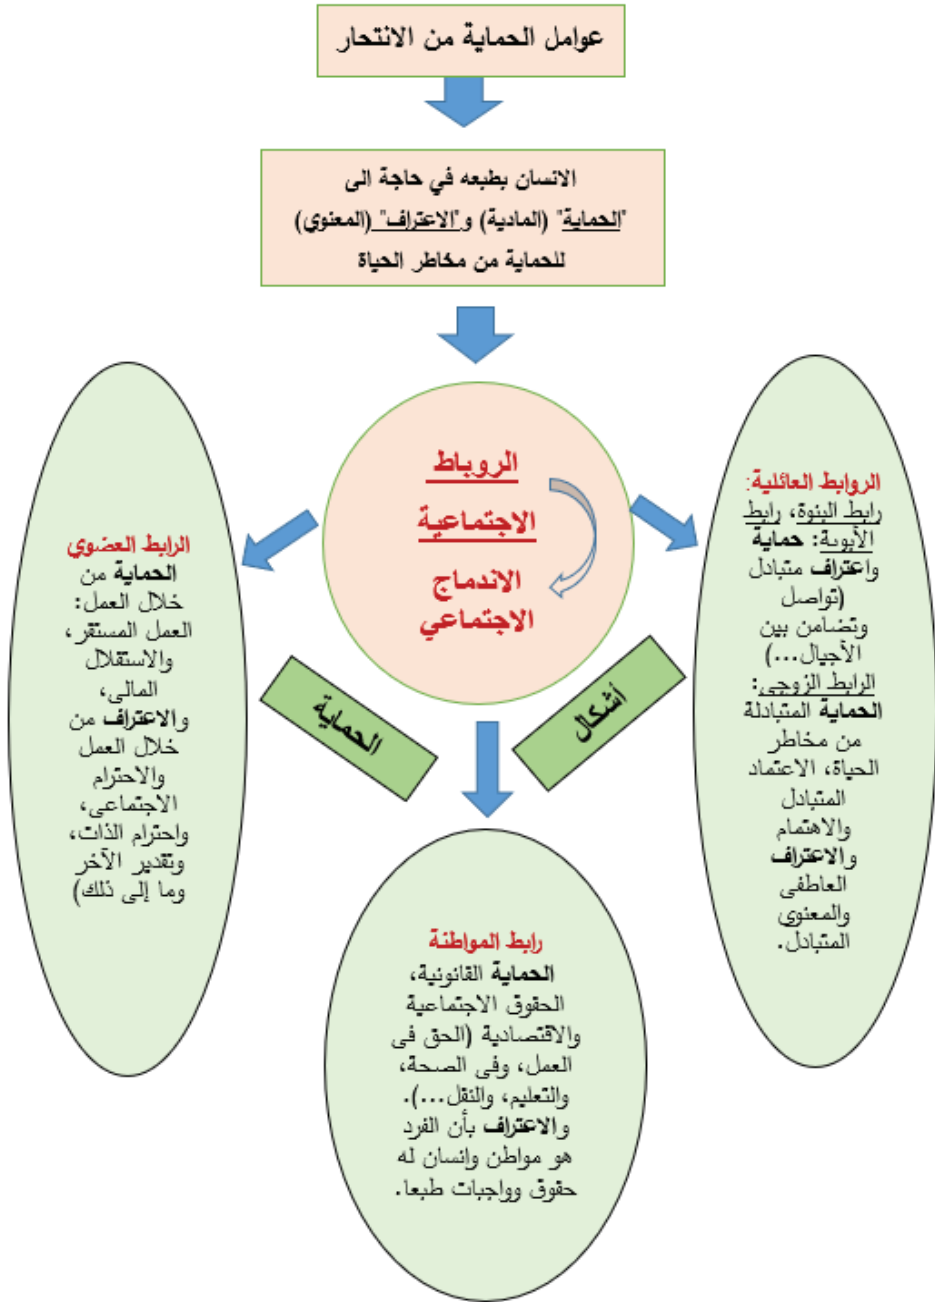 عوامل الحماية من الانتحار
الانسان بطبعه في حاجة الى
"الحماية" (المادية) و"الاعتراف" (المعنوي)
للحماية من مخاطر الحياة
الروباط
الاجتماعية
الاندماج
الاجتماعي
الروابط العائلية:
رابط البنوة، رابط
الأبوية: حماية
واعتراف متبادل
(تواصل
وتضامن بين
الأجيال...)
الرابط الزوجي:
الحماية المتبادلة
من مخاطر
الحياة، الاعتماد
المتبادل
والاهتمام
والاعتراف
العاطفي
والمعنوي
المتبادل.
الرابط العضوي
الحماية من
خلال العمل:
العمل المستقر،
والاستقلال
المالي،
والاعتراف من
خلال العمل
والاحترام
الاجتماعي،
واحترام الذات،
وتقدير الآخر
وما إلى ذلك)
أشكال
الحماية
رابط المواطنة
الحماية القانونية،
الحقوق الاجتماعية
والاقتصادية (الحق في
العمل، وفي الصحة،
والتعليم، والنقل...).
والاعتراف بأن الفرد
هو مواطن وانسان له
حقوق وواجبات طبعا.